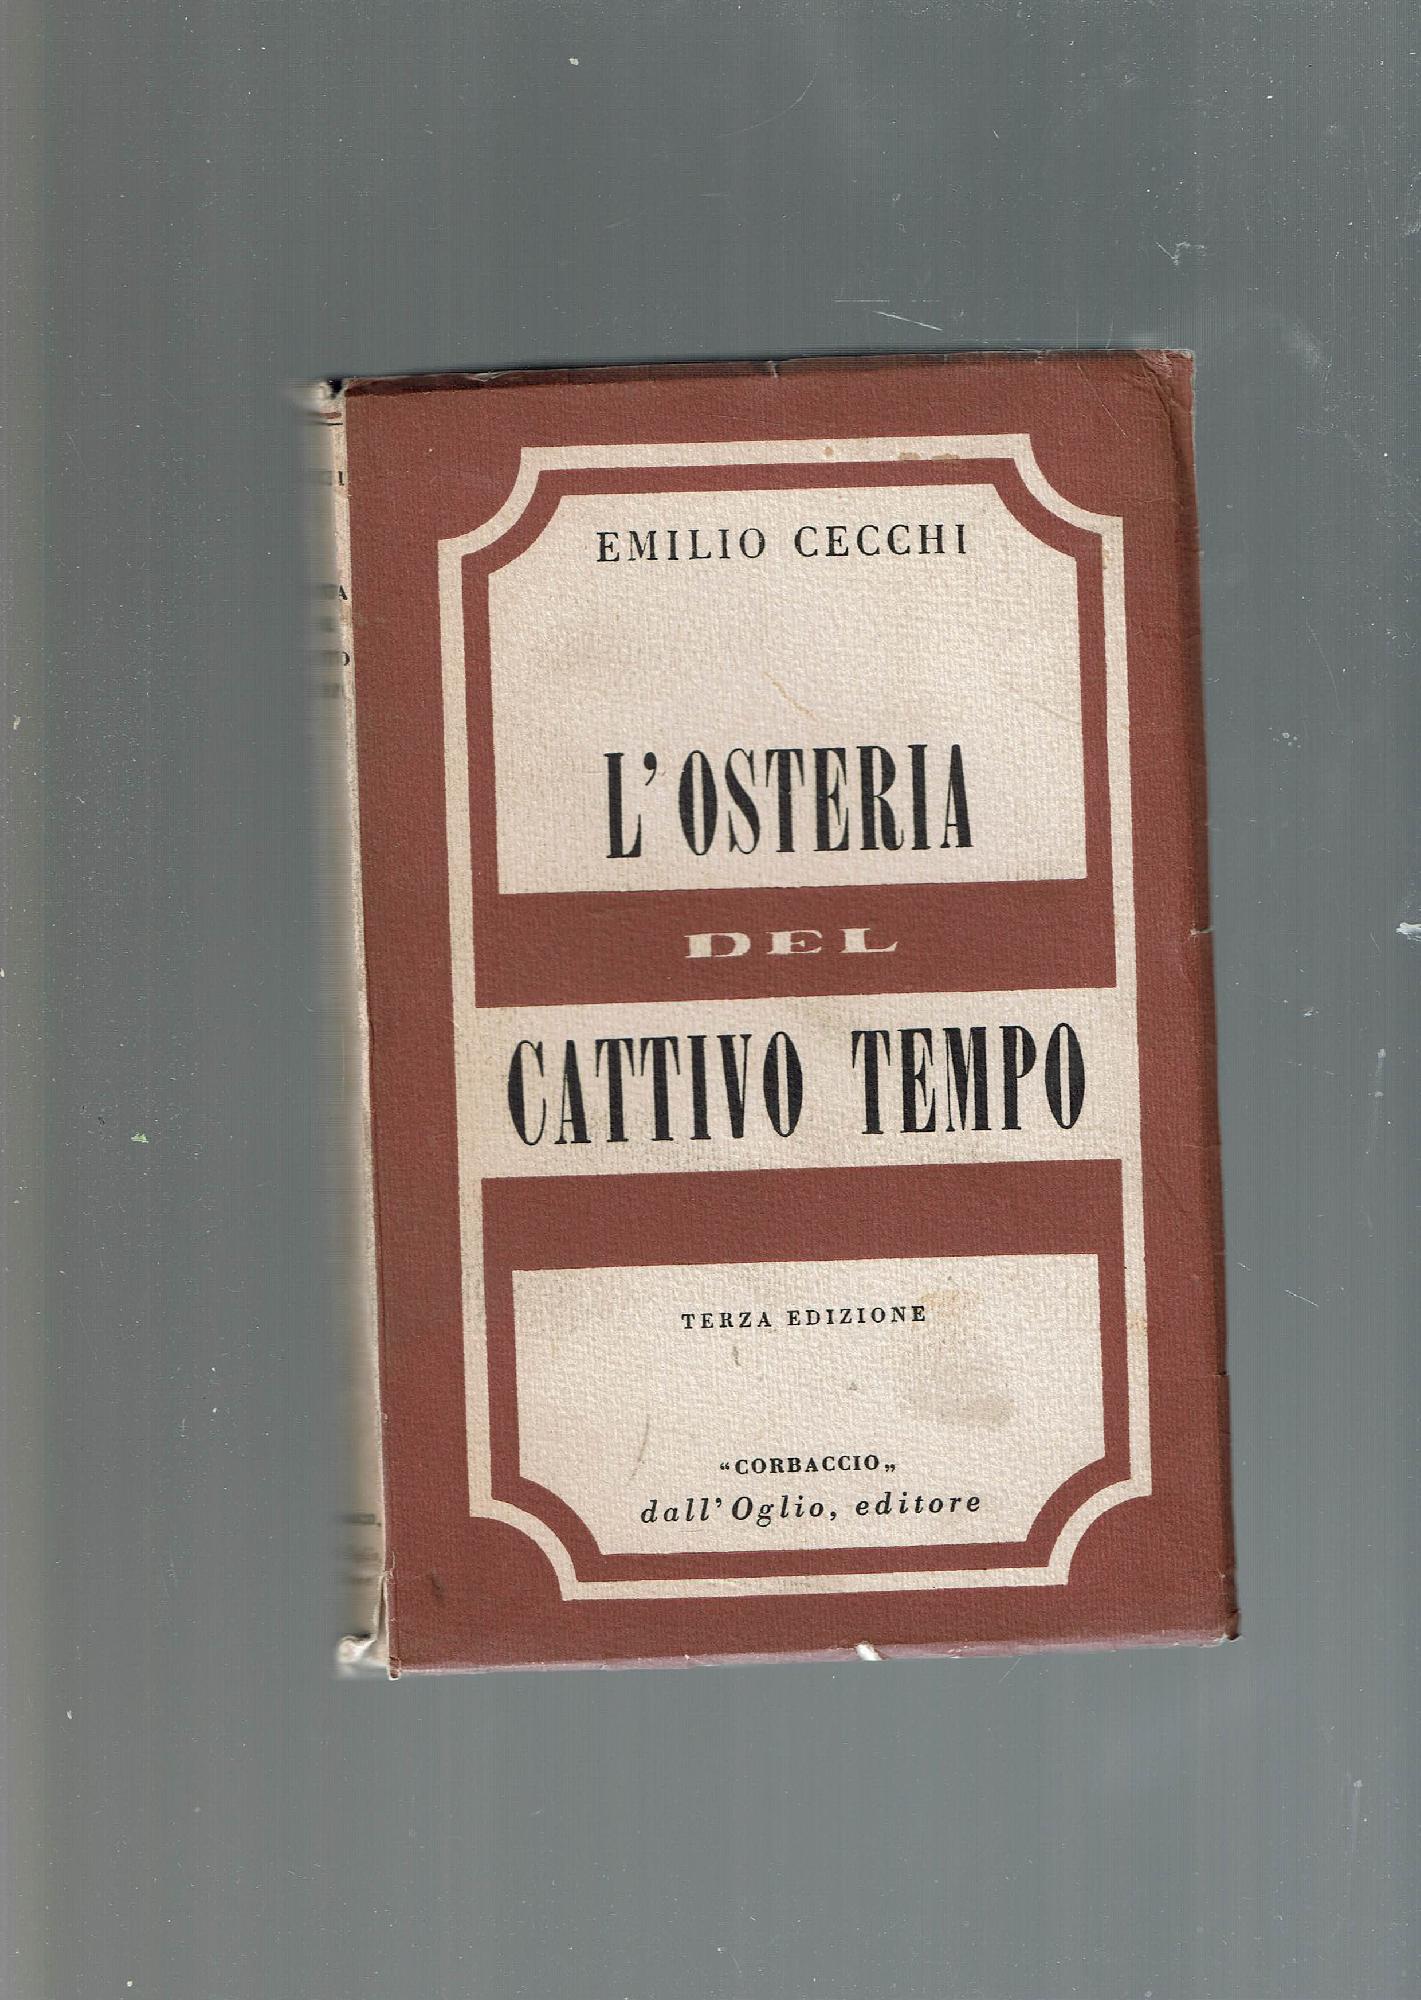 EMILIO CECCHI
L'OSTERIA
DEL
CATTIVO TEMPO
TERZA EDIZIONE
“CORBACCIO„
dall'Oglio, editore